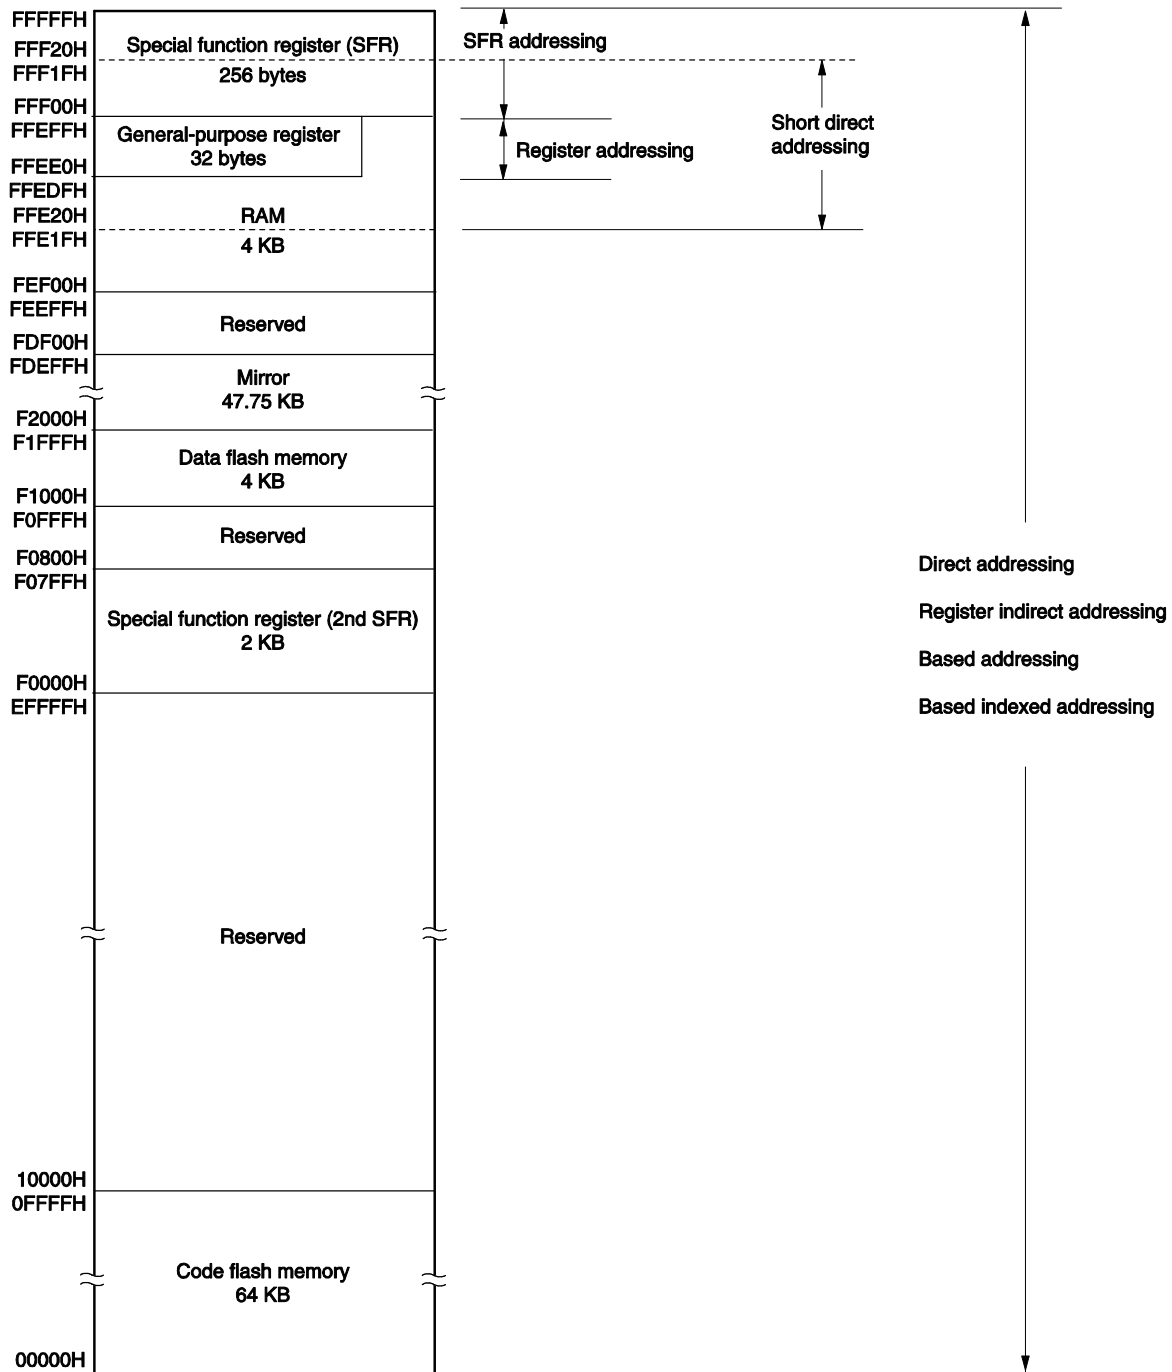 FFFFFH
Special function register (SFR)
256 bytes
SFR addressing
FFF20H
FFF1FH
FFF00H
FFEFFH
General-purpose register
32 bytes
Register addressing
Short direct
addressing
FFEE0H
FFEDFH
FFE20H
RAM
4 KB
FFE1FH
FEF00H
FEEFFH
Reserved
FDF00H
FDEFFH
Mirror
47.75 KB
F2000H
F1FFFH
Data flash memory
4 KB
F1000H
F0FFFH
Reserved
F0800H
F07FFH
Special function register (2nd SFR)
2 KB
F0000H
EFFFFH
Direct addressing
Register indirect addressing
Based addressing
Based indexed addressing
Reserved
10000H
0FFFFH
Code flash memory
64 KB
00000H